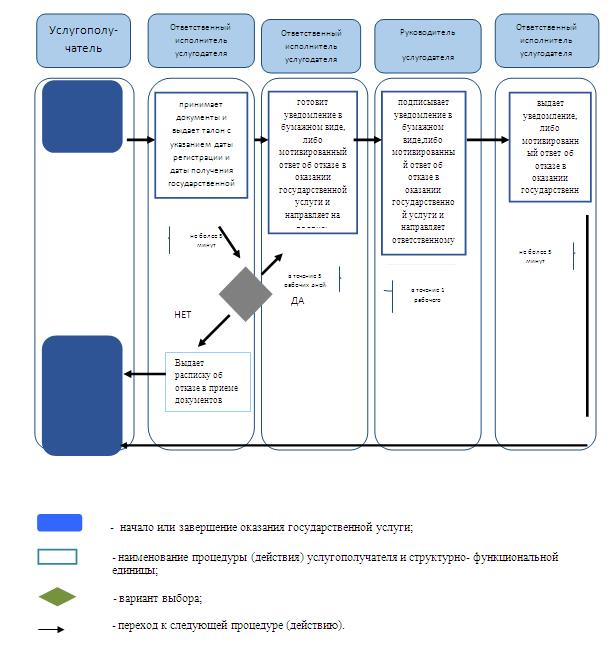 Услугополу-
чатель
Ответственный
исполнитель
услугодателя
Ответственный
исполнитель
услугодателя
Руководитель
услугодателя
Ответственный
исполнитель
услугодателя
принимает
документы и
выдает талон с
указанием даты
регистрации и
даты получения
государственной
готовит
уведомление в
бумажном виде,
либо
мотивированный
ответ об отказе в
оказании
государственной
услуги и
направляет на
подписывает
уведомление в
бумажном
виде,либо
мотивированны
й ответ об
отказе в
оказании
государственно
й услуги и
направляет
ответственному
выдает
уведомление,
либо
мотивированн
ый ответ об
отказе в
оказании
государственн
не более 5
минут
в течение 3
рабочих дней
в течение 1
рабочего
не более 5
минут
НЕТ
ДА
Выдает
расписку об
отказе в приеме
документов
- начало или завершение оказания государственной услуги;
- наименование процедуры (действия) услугополучателя и структурно- функциональной
единицы;
- вариант выбора;
- переход к следующей процедуре (действию).